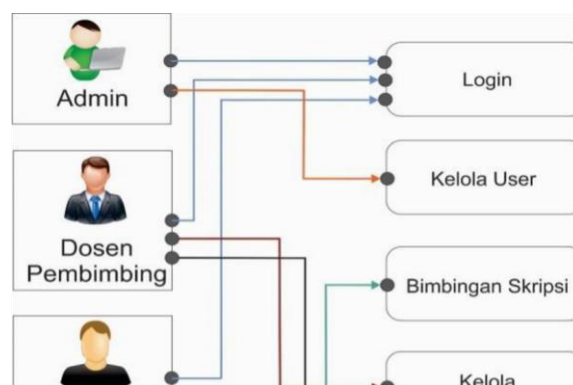 Admin
Login
Kelola User
Dosen
Pembimbing
Bimbingan Skripsi
Kelola